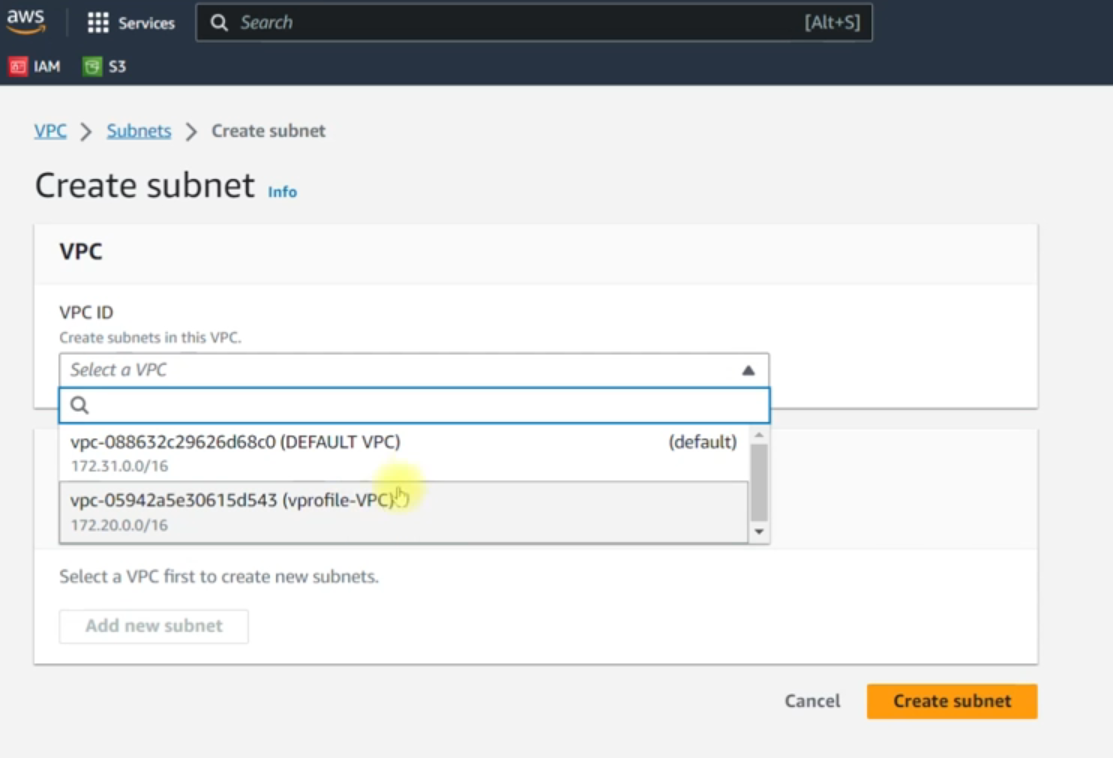 aws
Services
Search
[Alt+S]
IAM
S3
VPC > Subnets > Create subnet
Create subnet Info
VPC
VPC ID
Create subnets in this VPC.
Select a VPC
vpc-088632c29626d68c0 (DEFAULT VPC) (default)
172.31.0.0/16
vpc-05942a5e30615d543 (vprofile-VPC)
172.20.0.0/16
Select a VPC first to create new subnets.
Add new subnet
Cancel
Create subnet